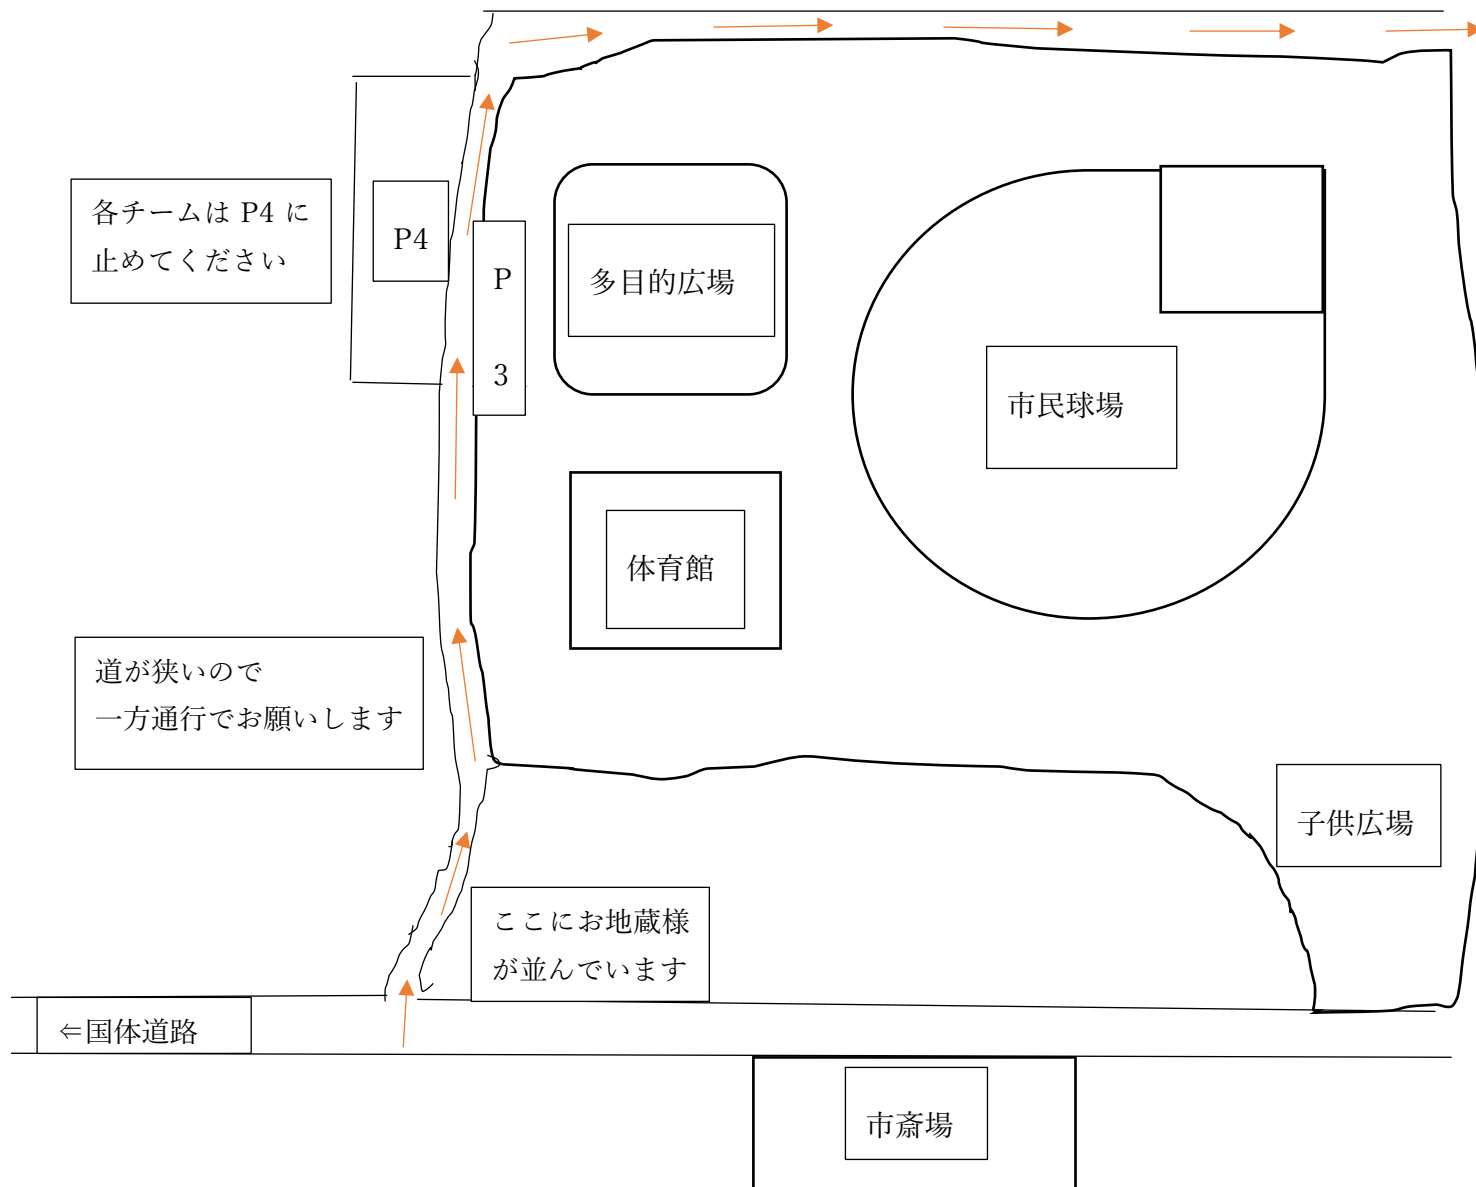 各チームは P4 に
止めてください
P4
P
3
多目的広場
市民球場
体育館
道が狭いので
一方通行でお願いします
子供広場
ここにお地蔵様
が並んでいます
⇐国体道路
市斎場